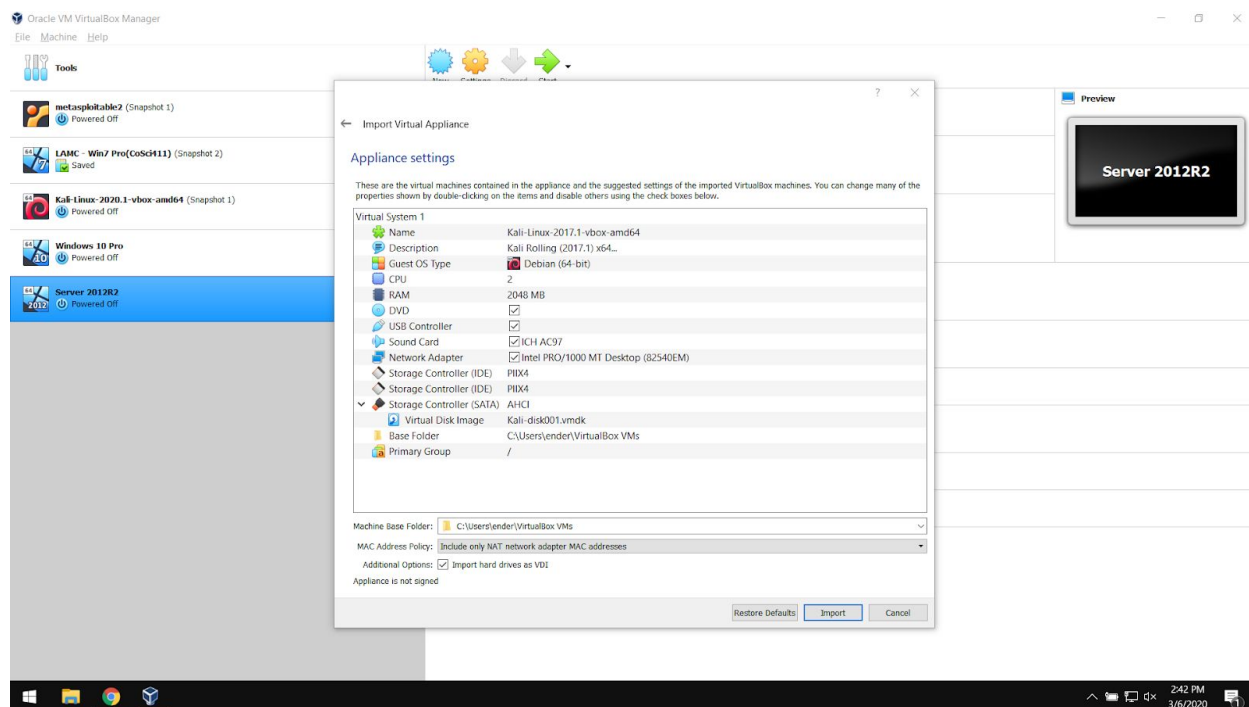 Oracle VM VirtualBox Manager
File Machine Help
Tools
New Settings Discard Start
metasploitable2 (Snapshot 1)
Powered Off
LAMC - Win7 Pro(CoSci411) (Snapshot 2)
Saved
Kali-Linux-2020.1-vbox-amd64 (Snapshot 1)
Powered Off
Windows 10 Pro
Powered Off
Server 2012R2
Powered Off
Preview
Server 2012R2
? 
Import Virtual Appliance
Appliance settings
These are the virtual machines contained in the appliance and the suggested settings of the imported VirtualBox machines. You can change many of the
properties shown by double-clicking on the items and disable others using the check boxes below.
Virtual System 1
Name Kali-Linux-2017.1-vbox-amd64
Description Kali Rolling (2017.1) x64...
Guest OS Type Debian (64-bit)
CPU 2
RAM 2048 MB
DVD
USB Controller
Sound Card ICH AC97
Network Adapter Intel PRO/1000 MT Desktop (82540EM)
Storage Controller (IDE) PIIX4
Storage Controller (IDE) PIIX4
Storage Controller (SATA) AHCI
Virtual Disk Image Kali-disk001.vmdk
Base Folder C:\Users\ender\VirtualBox VMs
Primary Group /
Machine Base Folder: C:\Users\ender\VirtualBox VMs
MAC Address Policy: Include only NAT network adapter MAC addresses
Additional Options: Import hard drives as VDI
Appliance is not signed
Restore Defaults Import Cancel
2:42 PM
3/6/2020
1